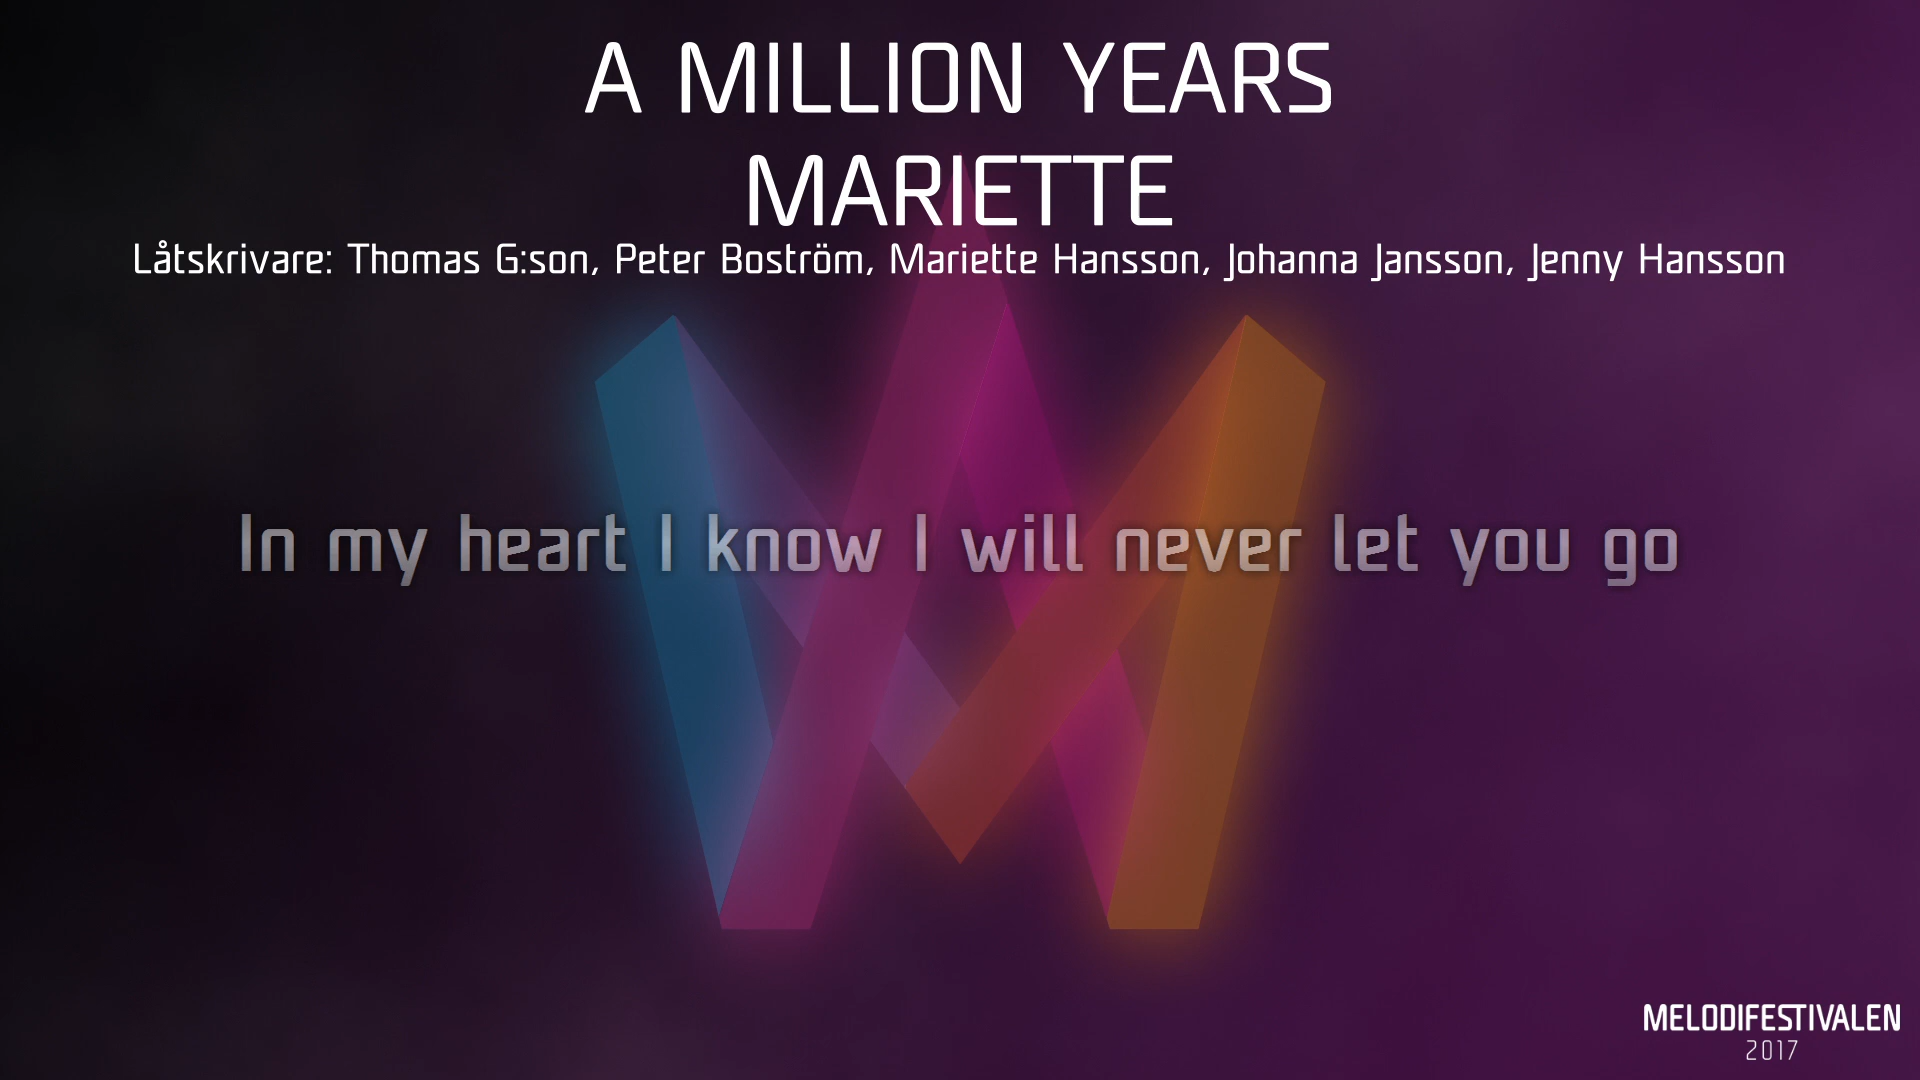 A MILLION YEARS
MARIETTE
Låtskrivare: Thomas G:son, Peter Boström, Mariette Hansson, Johanna Jansson, Jenny Hansson
In my heart I know I will never let you go
MELODIFESTIVALEN
2017